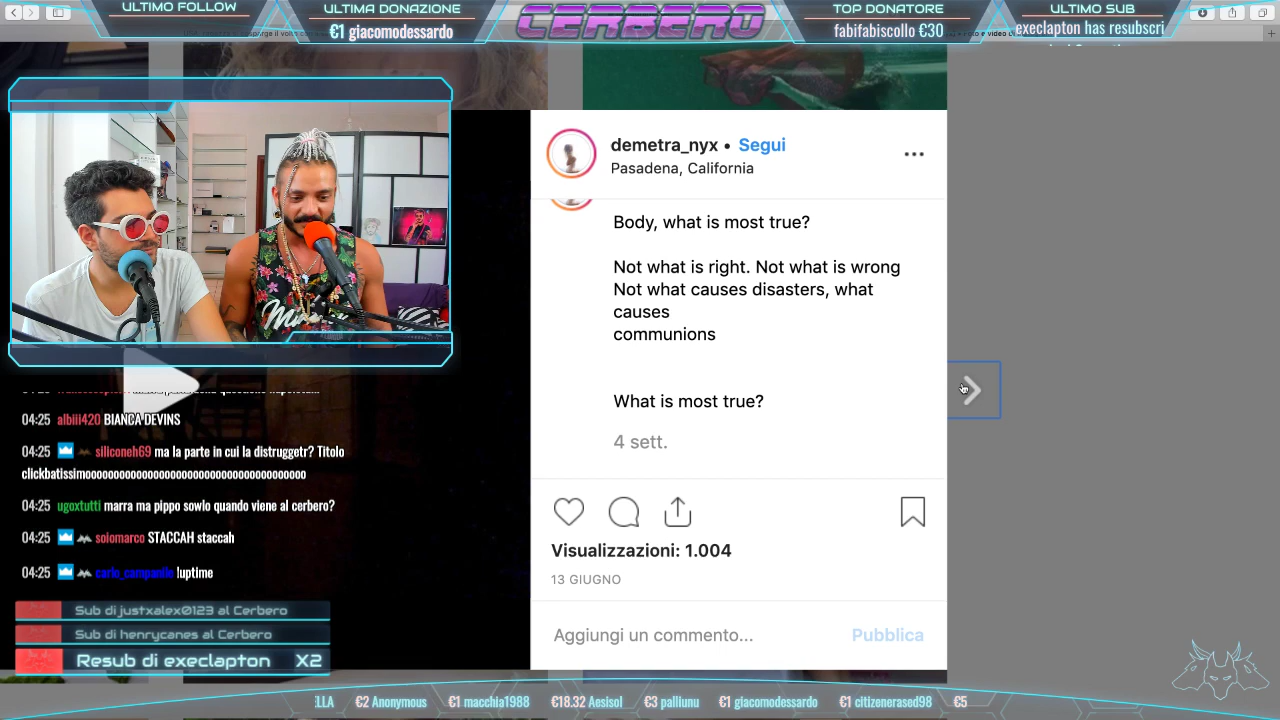 ULTIMO FOLLOW
ULTIMA DONAZIONE
€1 giacomodessardo
CERBERO
TOP DONATORE
fabifabiscollo €30
ULTIMO SUB
execlapton has resubscri
demetra_nyx • Segui
Pasadena, California
Body, what is most true?
Not what is right. Not what is wrong
Not what causes disasters, what
causes
communions
What is most true?
4 sett.
Visualizzazioni: 1.004
13 GIUGNO
Aggiungi un commento...
Pubblica
04:25 albiii420 BIANCA DEVINS
04:25 siliconeh69 ma la parte in cui la distruggetr? Titolo
clickbatissimooooooooooooooooooooooooooooooooooo
04:25 ugoxtutti marra ma pippo sowlo quando viene al cerbero?
04:25 soiomarco STACCAH staccah
04:25 carlo_campanile !uptime
Sub di justxalex0123 al Cerbero
Sub di henrycanes al Cerbero
Resub di execlapton X2
ELLA €2 Anonymous €1 macchia1988 €18.32 Aesisol €3 palliunu €1 giacomodessardo €1 citizenerased98 €5